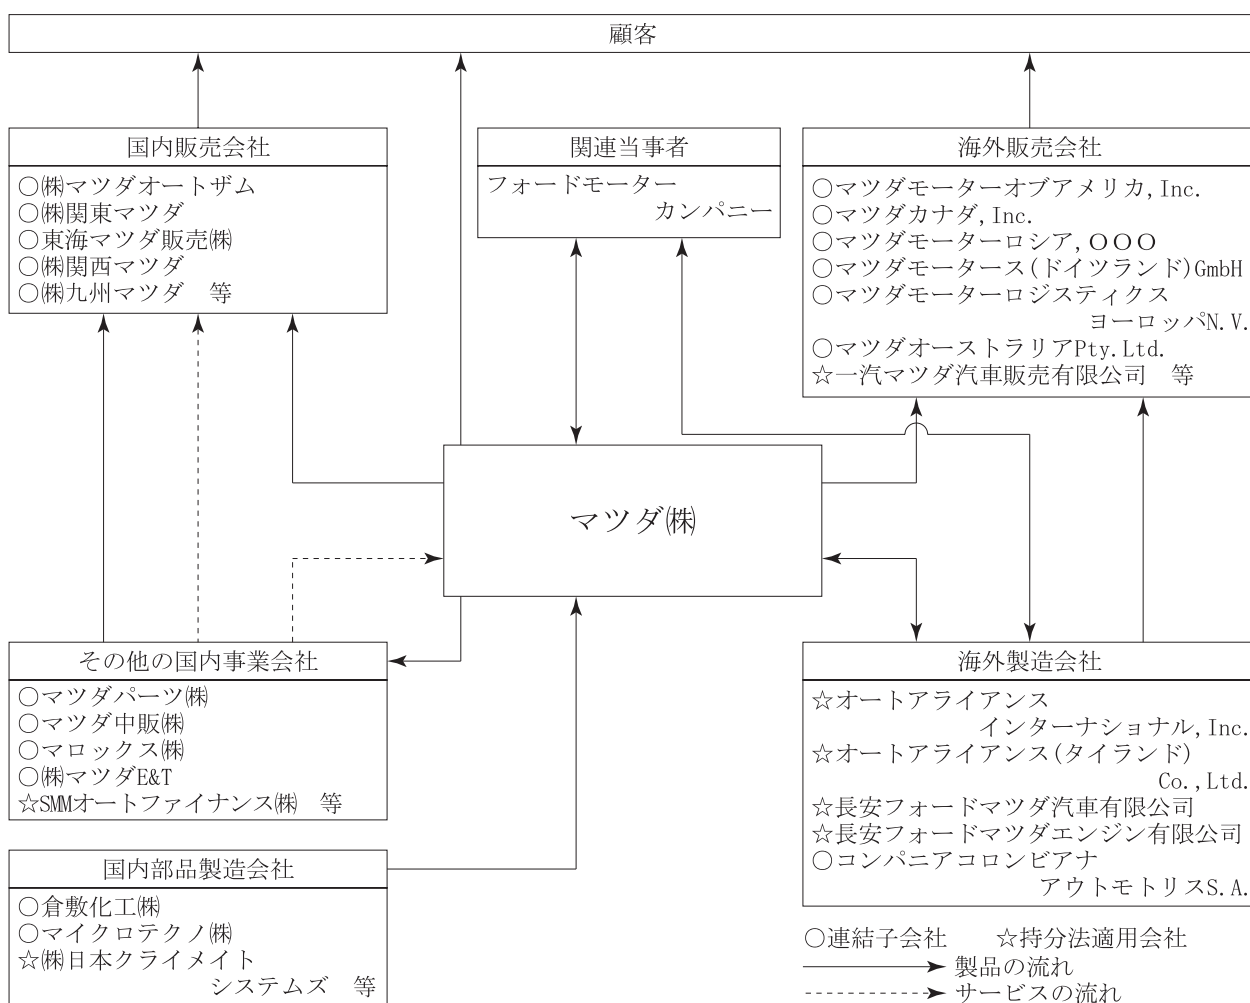 顧客
国内販売会社
○㈱マツダオートザム
○㈱関東マツダ
○東海マツダ販売㈱
○㈱関西マツダ
○㈱九州マツダ　等
関連当事者
フォードモーター
カンパニー
海外販売会社
○マツダモーターオブアメリカ,Inc.
○マツダカナダ,Inc.
○マツダモーターロシア,OOO
○マツダモータース(ドイツランド)GmbH
○マツダモーターロジスティクス
ヨーロッパN.V.
○マツダオーストラリアPty.Ltd.
☆一汽マツダ汽車販売有限公司　等
マツダ㈱
その他の国内事業会社
○マツダパーツ㈱
○マツダ中販㈱
○マロックス㈱
○㈱マツダE&T
☆SMMオートファイナンス㈱　等
海外製造会社
☆オートアライアンス
インターナショナル,Inc.
☆オートアライアンス(タイランド)
Co.,Ltd.
☆長安フォードマツダ汽車有限公司
☆長安フォードマツダエンジン有限公司
○コンパニアコロンビアナ
アウトモトリスS.A.
国内部品製造会社
○倉敷化工㈱
○マイクロテクノ㈱
☆㈱日本クライメイト
システムズ　等
○連結子会社　☆持分法適用会社
製品の流れ
サービスの流れ